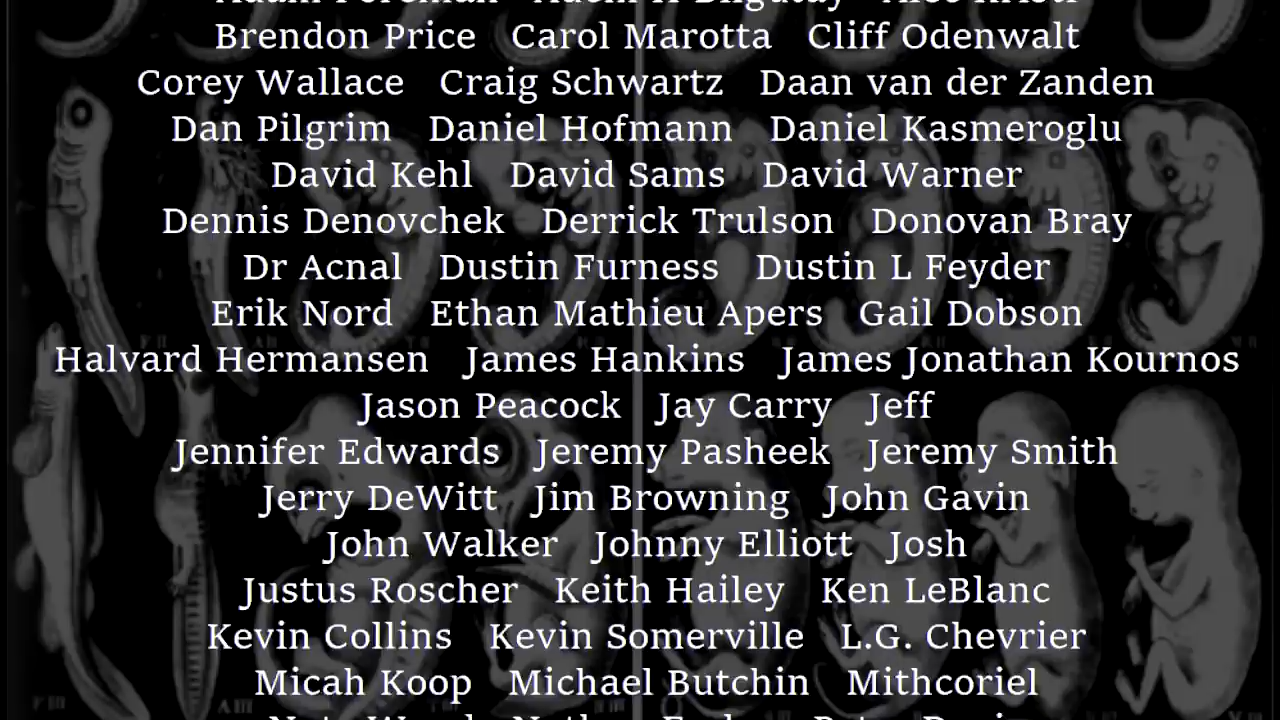 Brendon Price Carol Marotta Cliff Odenwalt
Corey Wallace Craig Schwartz Daan van der Zanden
Dan Pilgrim Daniel Hofmann Daniel Kasmeroglu
David Kehl David Sams David Warner
Dennis Denovchek Derrick Trulson Donovan Bray
Dr Acnal Dustin Furness Dustin L Feyder
Erik Nord Ethan Mathieu Apers Gail Dobson
Halvard Hermansen James Hankins James Jonathan Kournos
Jason Peacock Jay Carry Jeff
Jennifer Edwards Jeremy Pasheek Jeremy Smith
Jerry DeWitt Jim Browning John Gavin
John Walker Johnny Elliott Josh
Justus Roscher Keith Hailey Ken LeBlanc
Kevin Collins Kevin Somerville L.G. Chevrier
Micah Koop Michael Butchin Mithcoriel